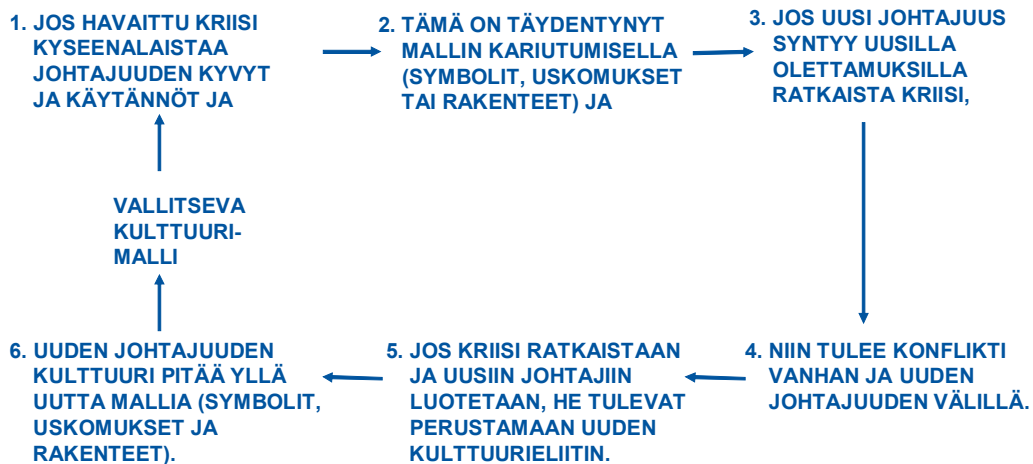 1. JOS HAVAITTU KRIISI
KYSEENALAISTAA
JOHTAJUUDEN KYVYT
JA KÄYTÄNNÖT JA
2. TÄMÄ ON TÄYDENTYNYT
MALLIN KARIUTUMISELLA
(SYMBOLIT, USKOMUKSET
TAI RAKENTEET) JA
3. JOS UUSI JOHTAJUUS
SYNTYY UUSILLA
OLETTAMUKSILLA
RATKAISTA KRIISI,
VALLITSEVA
KULTTUURI-
MALLI
4. NIIN TULEE KONFLIKTI
VANHAN JA UUDEN
JOHTAJUUDEN VÄLILLÄ.
5. JOS KRIISI RATKAISTAAN
JA UUSIIN JOHTAJIIN
LUOTETAAN, HE TULEVAT
PERUSTAMAAN UUDEN
KULTTUURIELIITIN.
6. UUDEN JOHTAJUUDEN
KULTTUURI PITÄÄ YLLÄ
UUTTA MALLIA (SYMBOLIT,
USKOMUKSET JA
RAKENTEET).